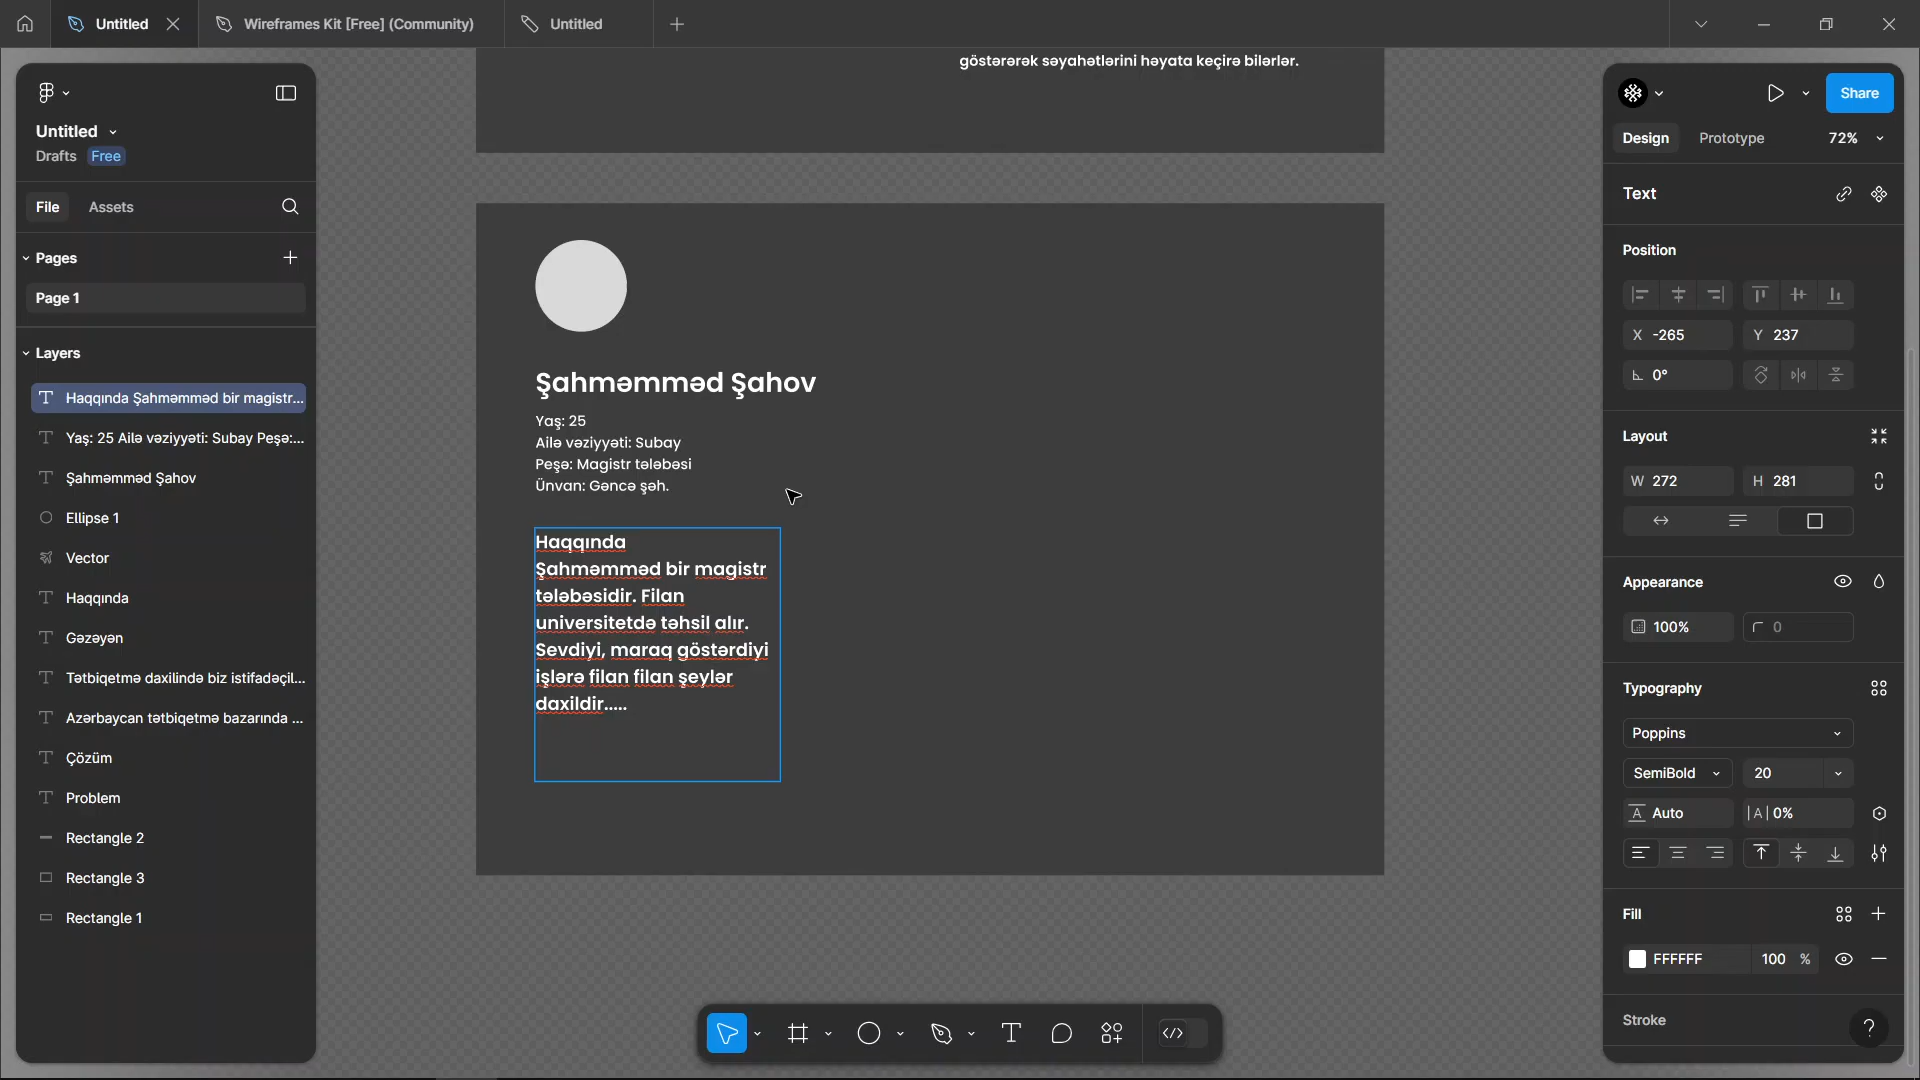 Untitled
Wireframes Kit [Free] (Community)
Untitled
Untitled
Drafts Free
File Assets
Pages
Page 1
Layers
Haqqında Şahməmməd bir magistr...
Yaş: 25 Ailə vəziyyəti: Subay Peşə:...
Şahməmməd Şahov
Ellipse 1
Vector
Haqqında
Gəzəyən
Tətbiqetmə daxilində biz istifadəçil...
Azərbaycan tətbiqetmə bazarında ...
Çözüm
Problem
Rectangle 2
Rectangle 3
Rectangle 1
göstərərək səyahətlərini həyata keçirə bilərlər.
Şahməmməd Şahov
Yaş: 25
Ailə vəziyyəti: Subay
Peşə: Magistr tələbəsi
Ünvan: Gəncə şəh.
Haqqında
Şahməmməd bir magistr
tələbəsidir. Filan
universitetdə təhsil alır.
Sevdiyi, maraq göstərdiyi
işlərə filan filan şeylər
daxildir.....
Share
Design Prototype 72%
Text
Position
X -265 Y 237
0°
Layout
W 272 H 281
Appearance
100% 0
Typography
Poppins
SemiBold 20
A Auto |A| 0%
Fill
FFFFFF 100 %
Stroke
?